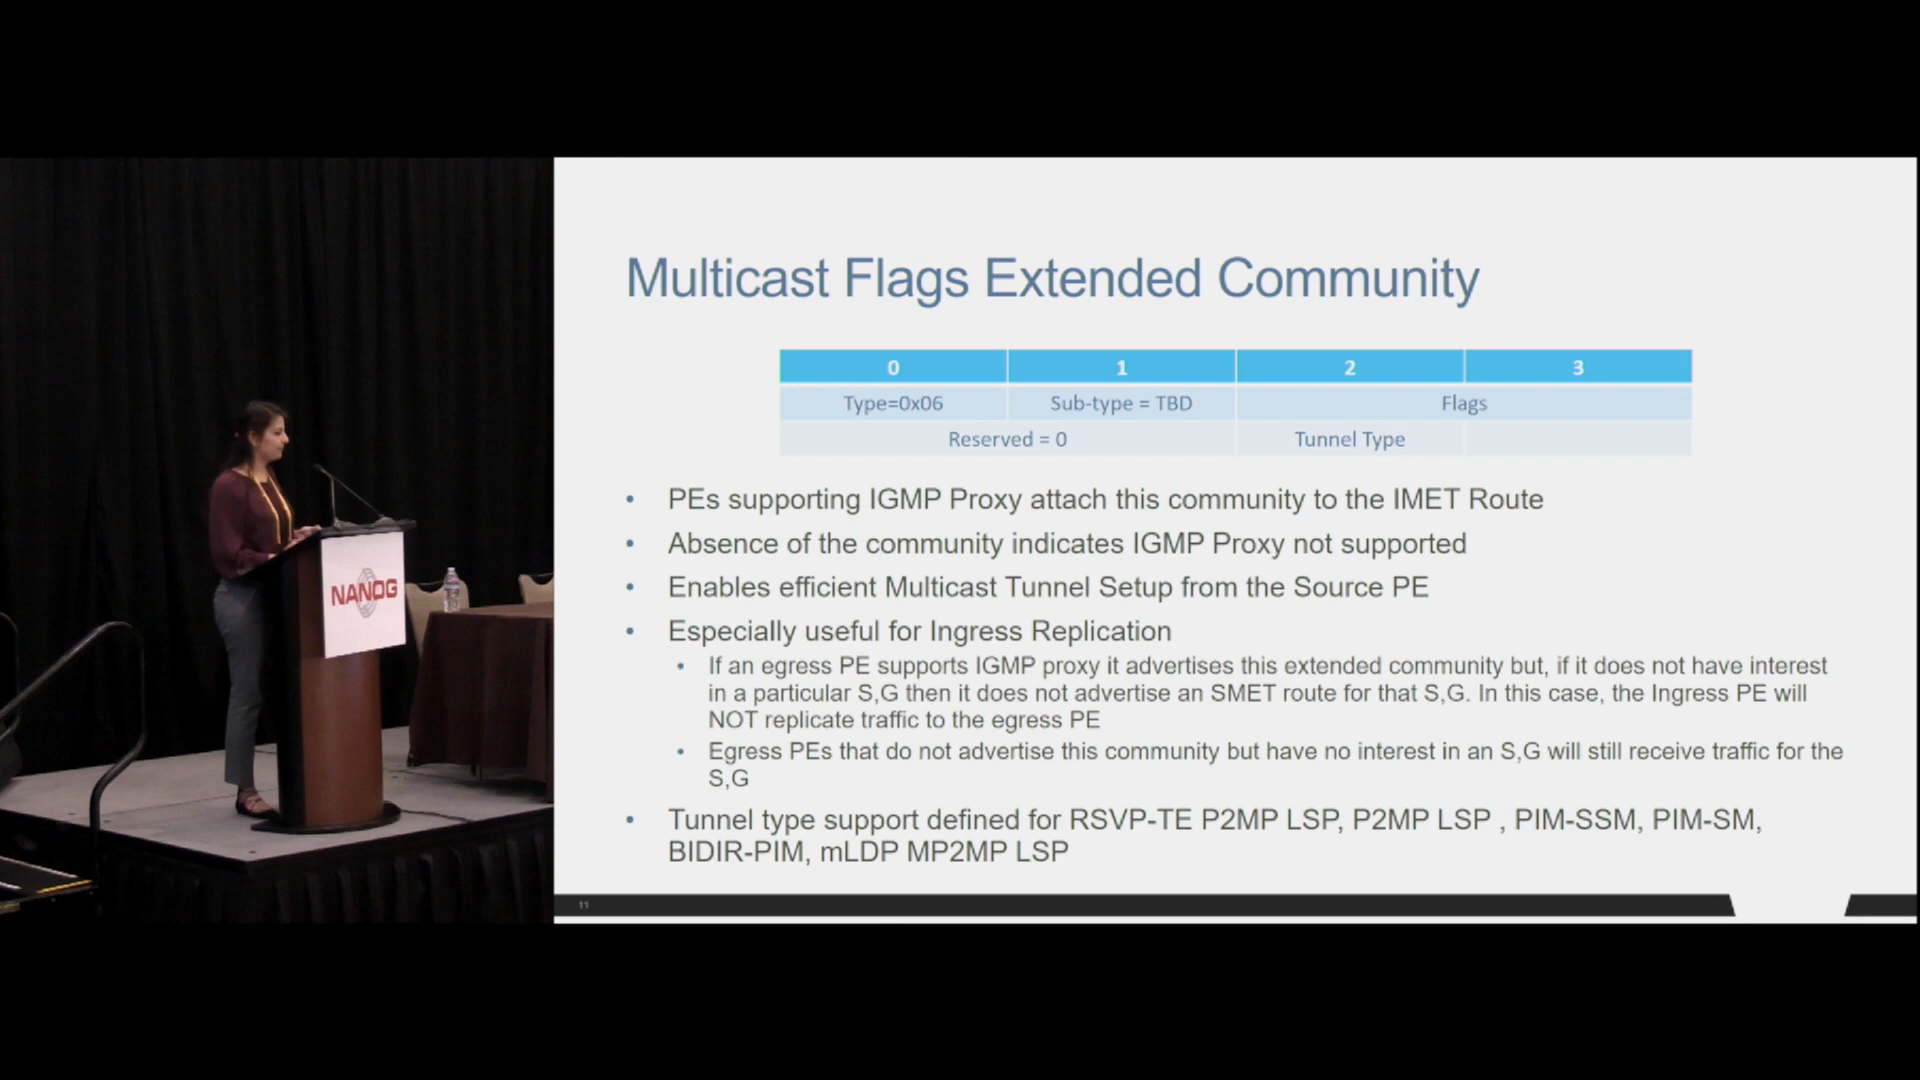 Multicast Flags Extended Community
0 1 2 3
Type=0x06 Sub-type = TBD Flags
Reserved = 0 Tunnel Type
• PEs supporting IGMP Proxy attach this community to the IMET Route
• Absence of the community indicates IGMP Proxy not supported
• Enables efficient Multicast Tunnel Setup from the Source PE
• Especially useful for Ingress Replication
• If an egress PE supports IGMP proxy it advertises this extended community but, if it does not have interest
in a particular S,G then it does not advertise an SMET route for that S,G. In this case, the Ingress PE will
NOT replicate traffic to the egress PE
• Egress PEs that do not advertise this community but have no interest in an S,G will still receive traffic for the
S,G
• Tunnel type support defined for RSVP-TE P2MP LSP, P2MP LSP , PIM-SSM, PIM-SM,
BIDIR-PIM, mLDP MP2MP LSP
11
NANOG